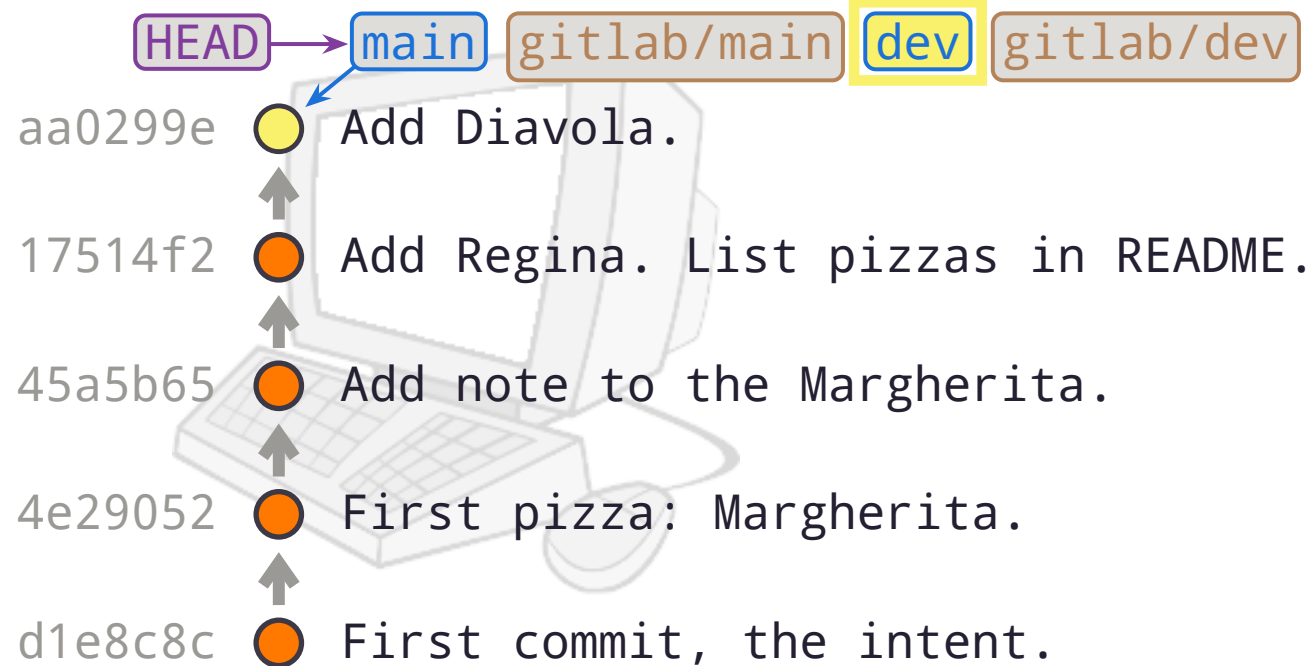 HEAD main gitlab/main dev gitlab/dev
aa0299e Add Diavola.
17514f2 Add Regina. List pizzas in README.
45a5b65 Add note to the Margherita.
4e29052 First pizza: Margherita.
d1e8c8c First commit, the intent.